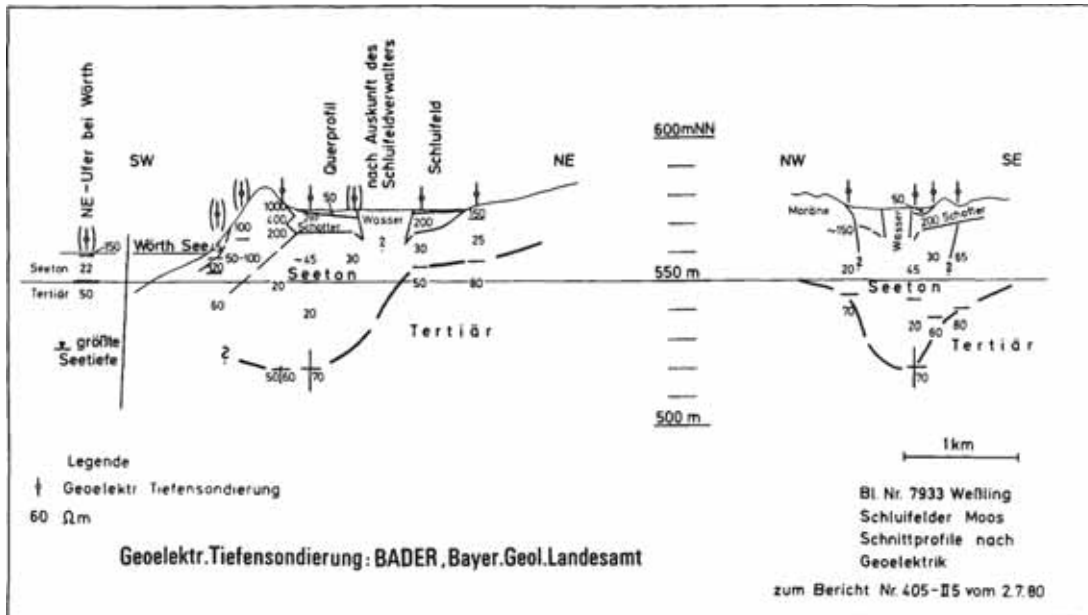 NE-Ufer bei Wörth
SW
Querprofil
nach Auskunft des
Schluifeldverwalters
Schluifeld
NE
600mNN
NW
SE
~150
Wörth See
Seeton
22
Tertiär
50
größte
Seetiefe
100
50-100
120
60
1000
400
200
50
Schotter
Wasser
?
200
150
~45
30
30
25
Seeton
20
20
50
80
Tertiär
?
50/60
70
550 m
500 m
Moräne
~150
50
Wasser
200 Schotter
20
?
45
30
?
65
Seeton
70
20
60
80
Tertiär
70
1km
Legende
Geoelektr Tiefensondierung
60 Ωm
Geoelektr.Tiefensondierung: BADER, Bayer.Geol.Landesamt
Bl. Nr. 7933 Weßling
Schluifelder Moos
Schnittprofile nach
Geoelektrik
zum Bericht Nr. 405-II5 vom 2.7.80